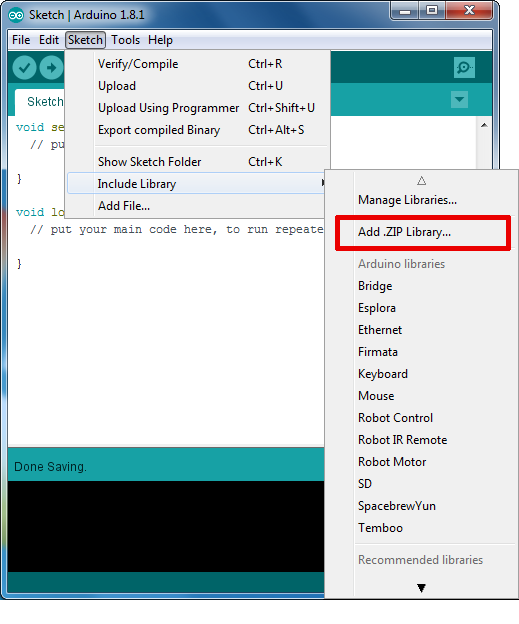 Sketch | Arduino 1.8.1
File Edit Sketch Tools Help
Verify/Compile Ctrl+R
Upload Ctrl+U
Upload Using Programmer Ctrl+Shift+U
Export compiled Binary Ctrl+Alt+S
Show Sketch Folder Ctrl+K
Include Library
Add File...
Sketch
void se
// pu
}
void lo
// put your main code here, to run repeate
}
Manage Libraries...
Add .ZIP Library...
Arduino libraries
Bridge
Esplora
Ethernet
Firmata
Keyboard
Mouse
Robot Control
Robot IR Remote
Robot Motor
SD
SpacebrewYun
Temboo
Recommended libraries
Done Saving.